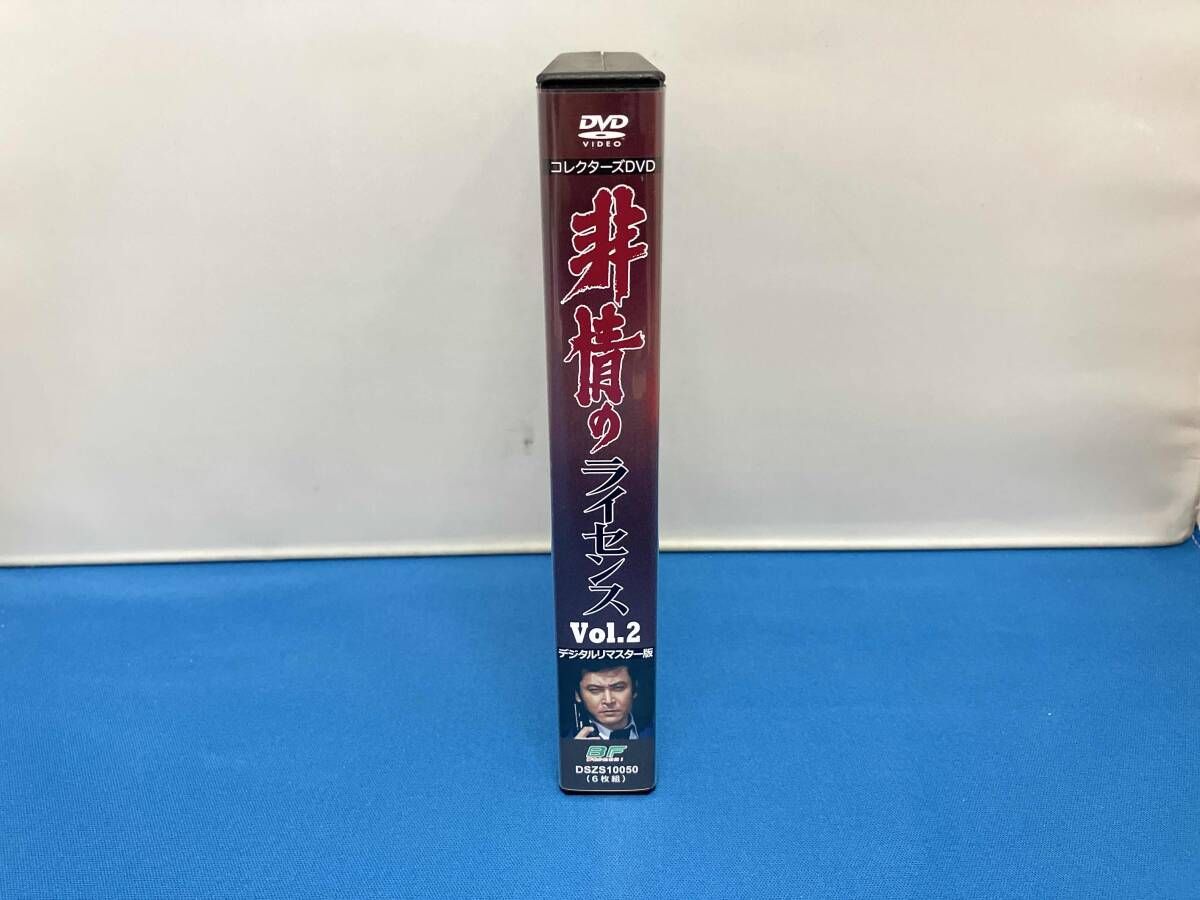 DVD
VIDEO
コレクターズDVD
非情のライセンス
Vol.2
デジタルリマスター版
BF
DSZS10050
(6枚組)